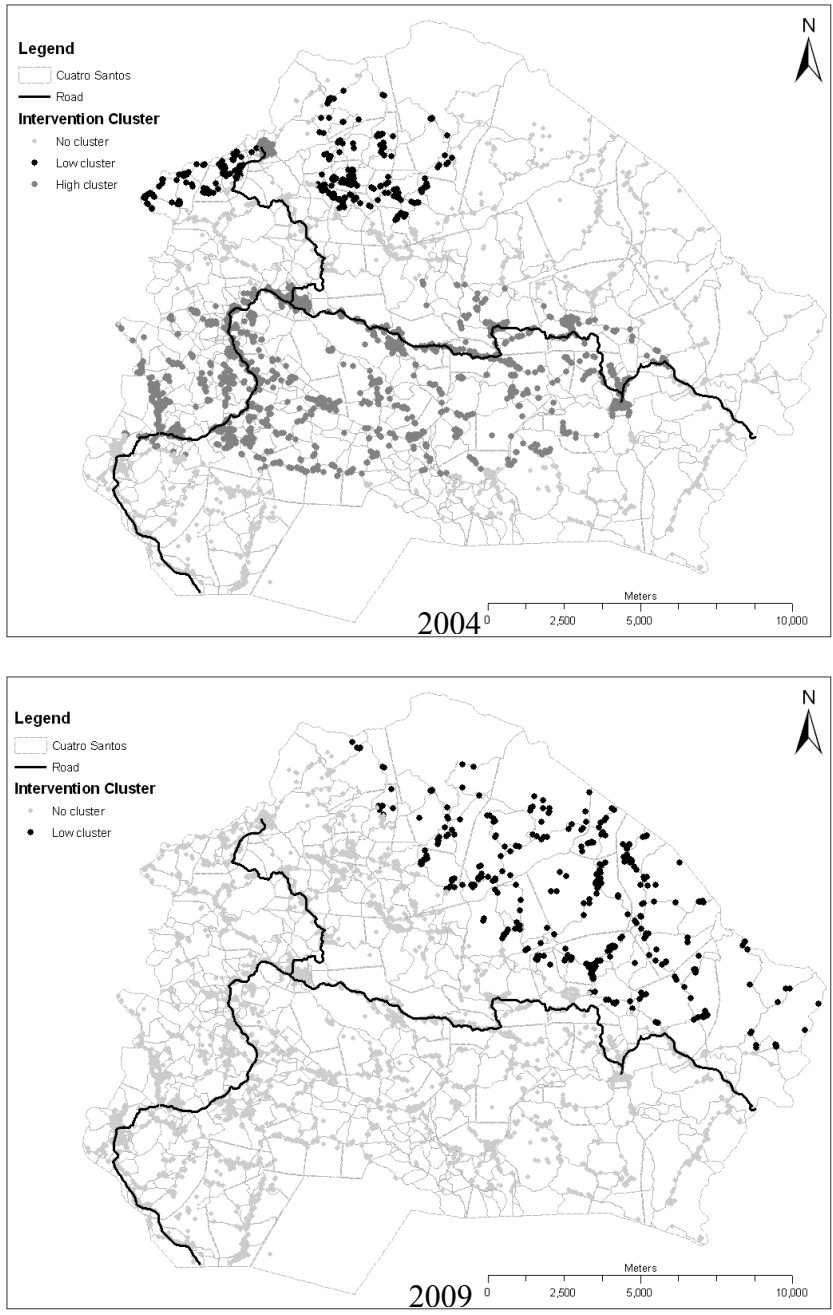 N
Legend
Cuatro Santos
Road
Intervention Cluster
No cluster
Low cluster
High cluster
Meters
2004 0 2,500 5,000 10,000
N
Legend
Cuatro Santos
Road
Intervention Cluster
No cluster
Low cluster
Meters
2009 0 2,500 5,000 10,000